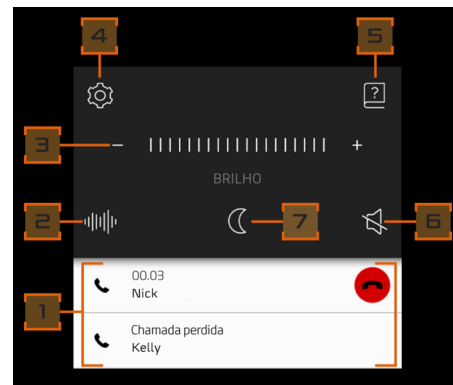 4 5
3 - +
BRILHO
2 7 6
00.03
Nick
1
Chamada perdida
Kelly